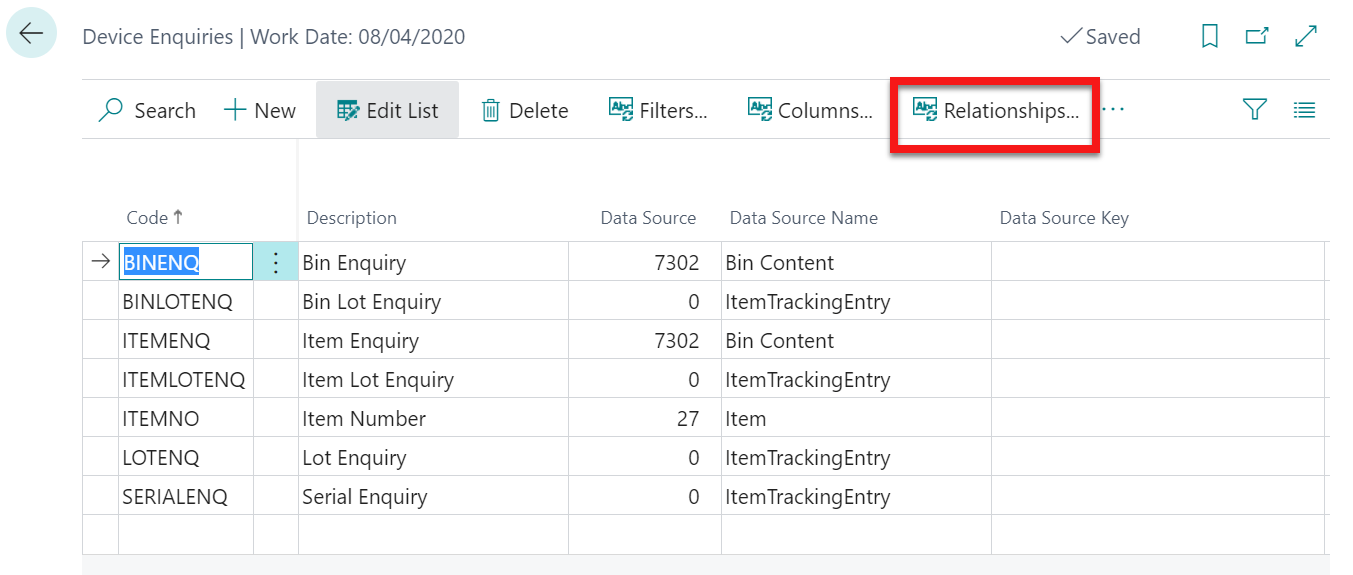 Device Enquiries | Work Date: 08/04/2020 Saved
Search New Edit List Delete Filters... Columns... Relationships... ...
Code ↑ Description Data Source Data Source Name Data Source Key
BINENQ Bin Enquiry 7302 Bin Content
BINLOTENQ Bin Lot Enquiry 0 ItemTrackingEntry
ITEMENQ Item Enquiry 7302 Bin Content
ITEMLOTENQ Item Lot Enquiry 0 ItemTrackingEntry
ITEMNO Item Number 27 Item
LOTENQ Lot Enquiry 0 ItemTrackingEntry
SERIALENQ Serial Enquiry 0 ItemTrackingEntry